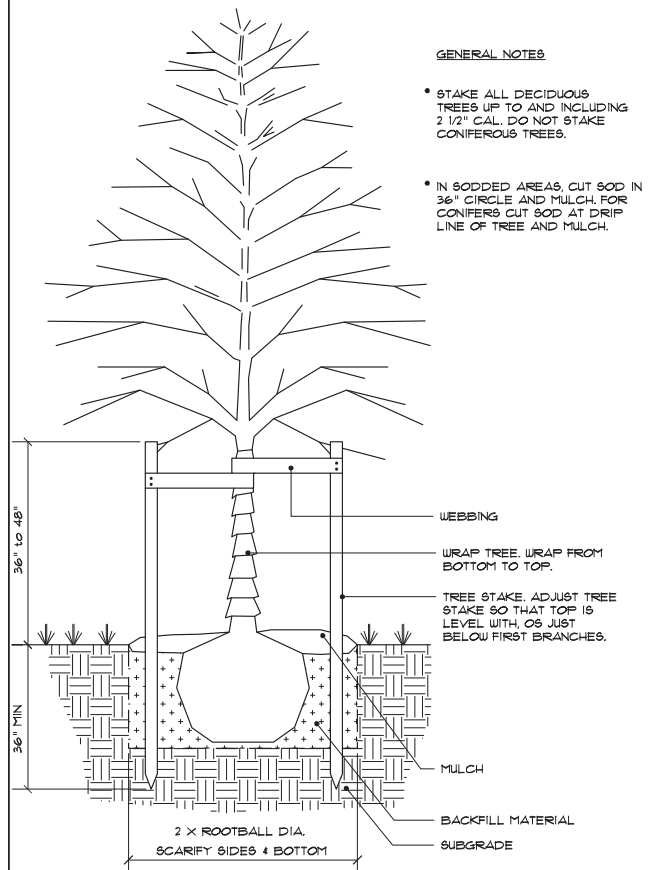 GENERAL NOTES
• STAKE ALL DECIDUOUS
TREES UP TO AND INCLUDING
2 1/2" CAL. DO NOT STAKE
CONIFEROUS TREES.
• IN SODDED AREAS, CUT SOD IN
36" CIRCLE AND MULCH. FOR
CONIFERS CUT SOD AT DRIP
LINE OF TREE AND MULCH.
36" to 48"
WEBBING
WRAP TREE. WRAP FROM
BOTTOM TO TOP.
TREE STAKE. ADJUST TREE
STAKE SO THAT TOP IS
LEVEL WITH, OS JUST
BELOW FIRST BRANCHES.
36" MIN
MULCH
BACKFILL MATERIAL
SUBGRADE
2 X ROOTBALL DIA.
SCARIFY SIDES & BOTTOM